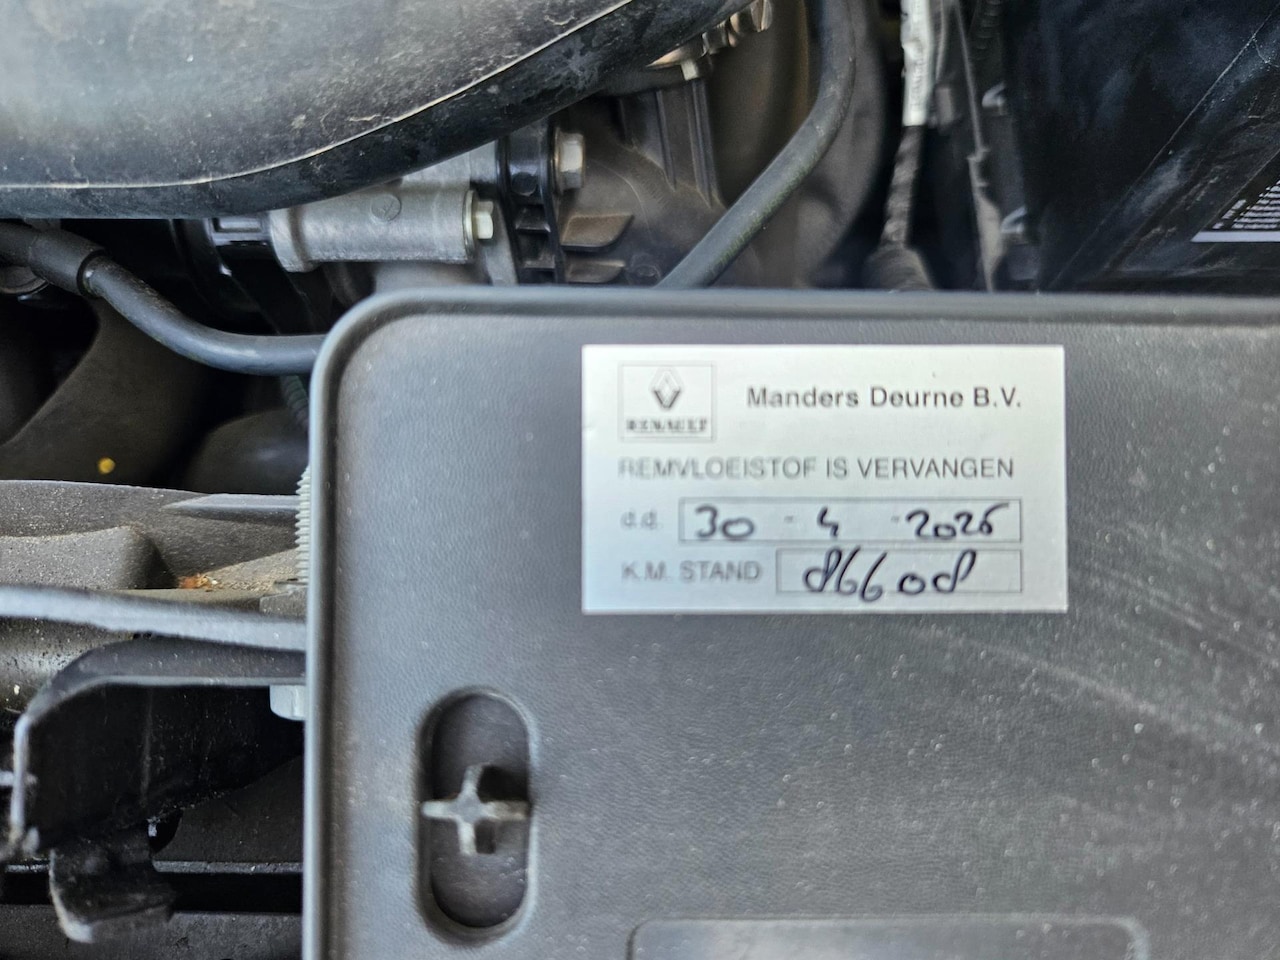 RENAULT
Manders Deurne B.V.
REMVLOEISTOF IS VERVANGEN
d.d. 30 - 4 - 2025
K.M. STAND 86608